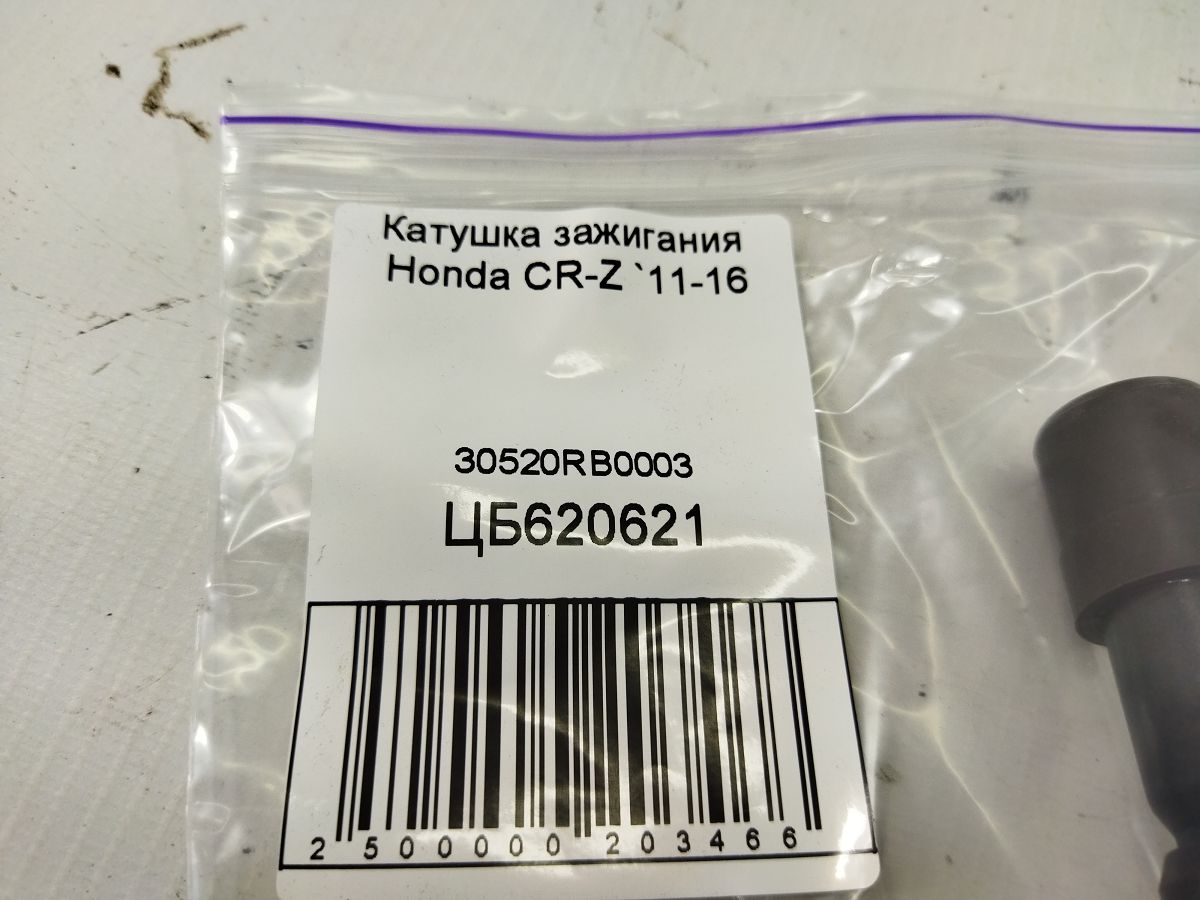 Катушка зажигания
Honda CR-Z `11-16
30520RB0003
ЦБ620621
2 500000 203466